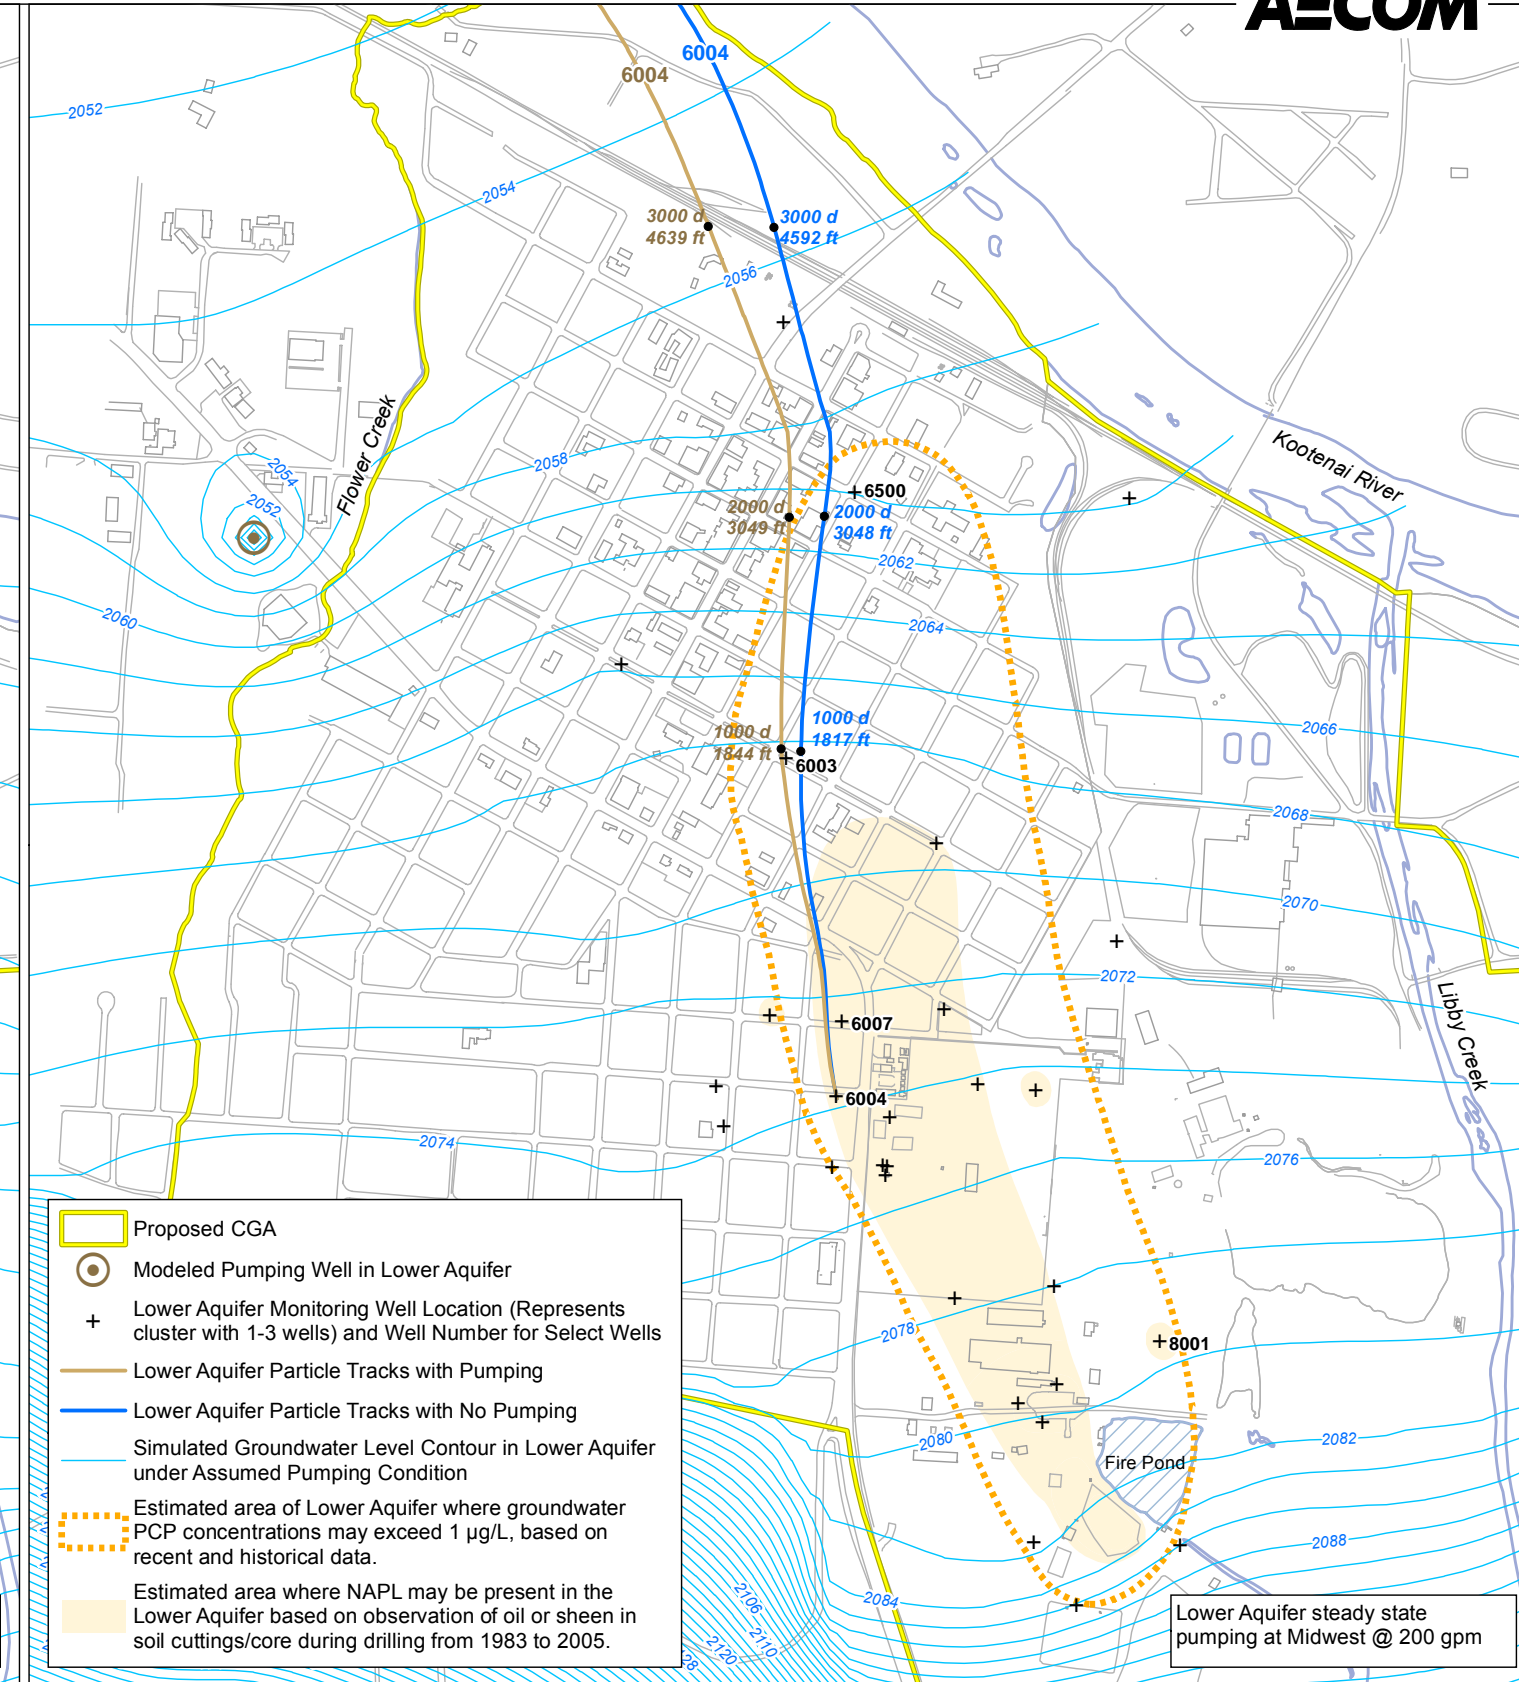 AECOM
6004
6004
2052
2054
3000 d
4639 ft
3000 d
4592 ft
2056
Flower Creek
Kootenai River
2058
2054
2052
6500
2000 d
3049 ft
2000 d
3048 ft
2062
2060
2064
1000 d
1844 ft
1000 d
1817 ft
6003
2066
2068
2070
2072
Libby Creek
6007
6004
2074
2076
2078
8001
2080
2082
Fire Pond
2088
2084
2106
2110
2120
28
Proposed CGA
Modeled Pumping Well in Lower Aquifer
Lower Aquifer Monitoring Well Location (Represents
cluster with 1-3 wells) and Well Number for Select Wells
Lower Aquifer Particle Tracks with Pumping
Lower Aquifer Particle Tracks with No Pumping
Simulated Groundwater Level Contour in Lower Aquifer
under Assumed Pumping Condition
Estimated area of Lower Aquifer where groundwater
PCP concentrations may exceed 1 µg/L, based on
recent and historical data.
Estimated area where NAPL may be present in the
Lower Aquifer based on observation of oil or sheen in
soil cuttings/core during drilling from 1983 to 2005.
Lower Aquifer steady state
pumping at Midwest @ 200 gpm